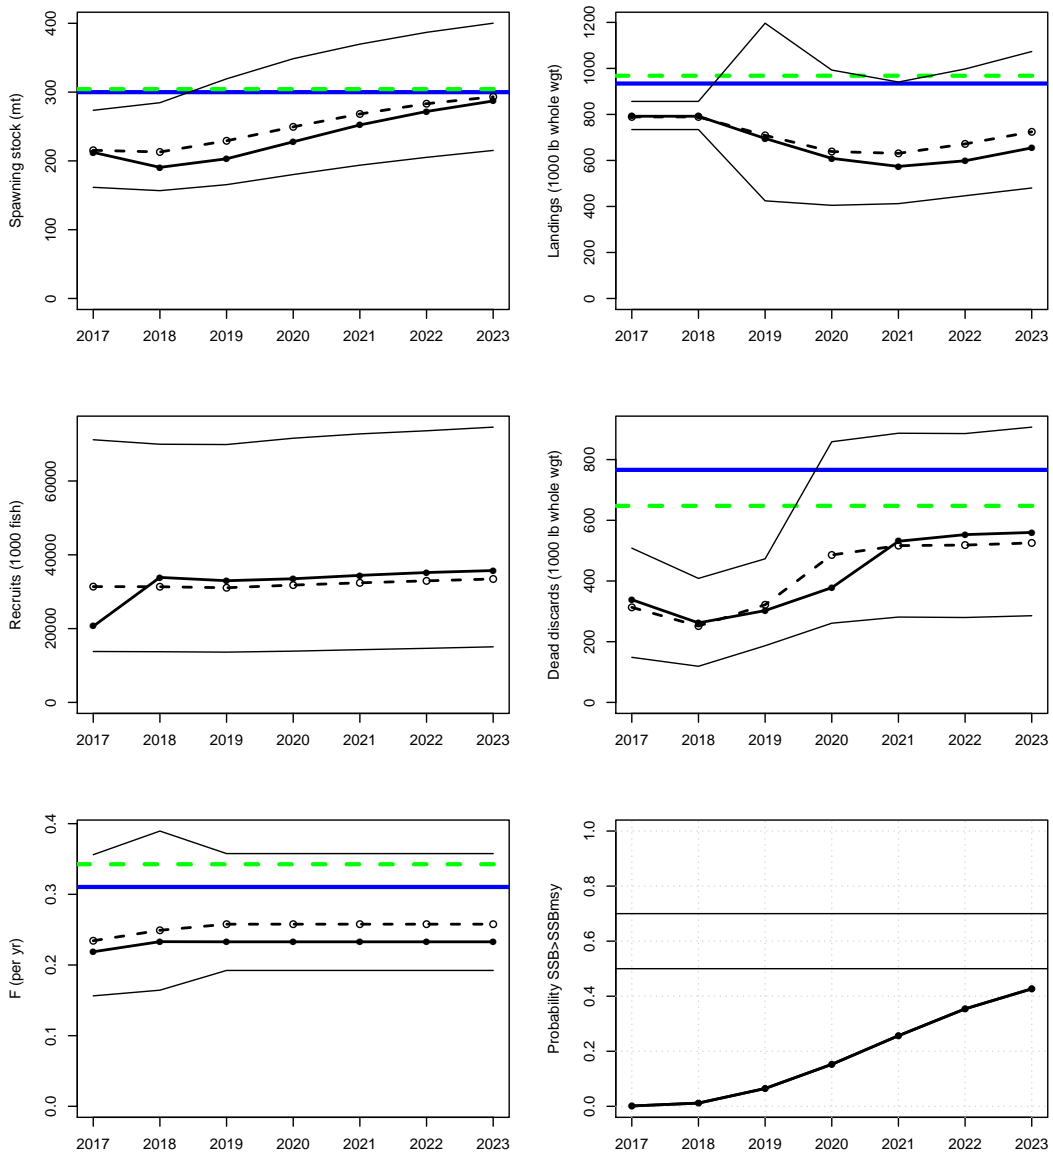 Spawning stock (mt)
0 100 200 300 400
2017 2018 2019 2020 2021 2022 2023
Landings (1000 lb whole wgt)
0 200 400 600 800 1000 1200
2017 2018 2019 2020 2021 2022 2023
Recruits (1000 fish)
0 20000 40000 60000
2017 2018 2019 2020 2021 2022 2023
Dead discards (1000 lb whole wgt)
0 200 400 600 800
2017 2018 2019 2020 2021 2022 2023
F (per yr)
0.0 0.1 0.2 0.3 0.4
2017 2018 2019 2020 2021 2022 2023
Probability SSB>SSBmsy
0.0 0.2 0.4 0.6 0.8 1.0
2017 2018 2019 2020 2021 2022 2023